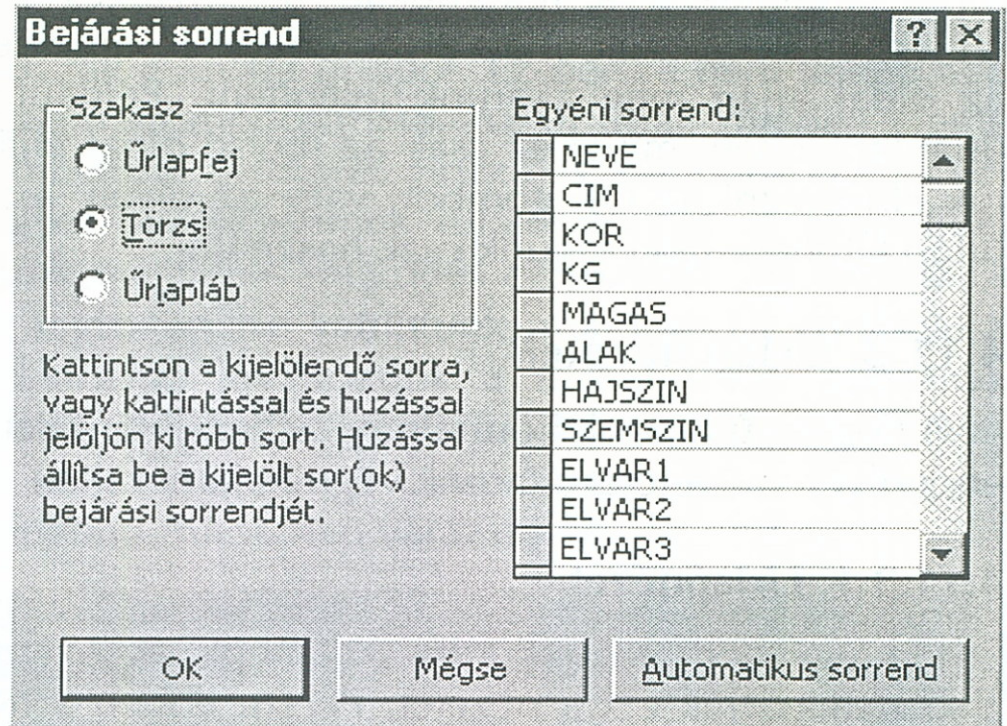 Bejárási sorrend
Szakasz
Űrlapfej
Törzs
Űrlapláb
Kattintson a kijelölendő sorra,
vagy kattintással és húzással
jelöljön ki több sort. Húzással
állítsa be a kijelölt sor(ok)
bejárási sorrendjét.
Egyéni sorrend:
NEVE
CIM
KOR
KG
MAGAS
ALAK
HAJSZIN
SZEMSZIN
ELVAR1
ELVAR2
ELVAR3
OK
Mégse
Automatikus sorrend